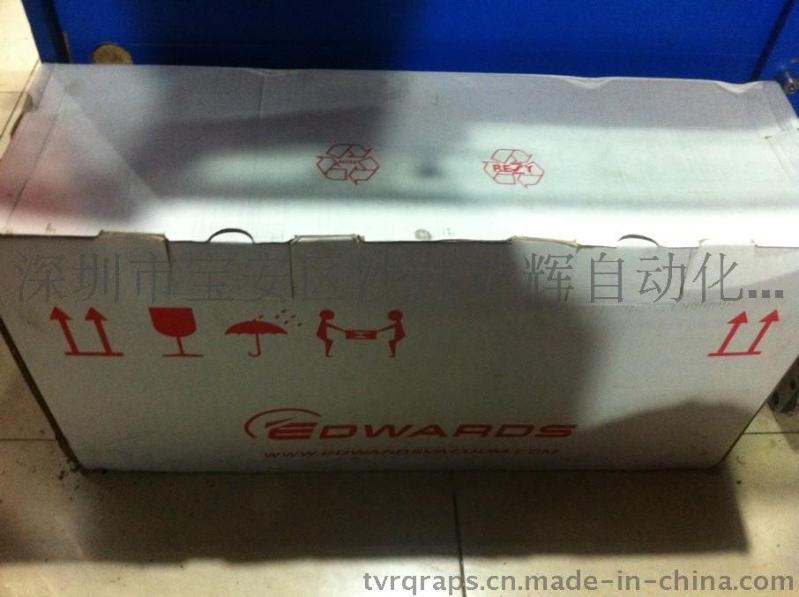 REZY
深圳市宝安区
辉自动化...
EDWARDS
WWW.EDWARDSVACUUM.COM
tvrqraps.cn.made-in-china.com